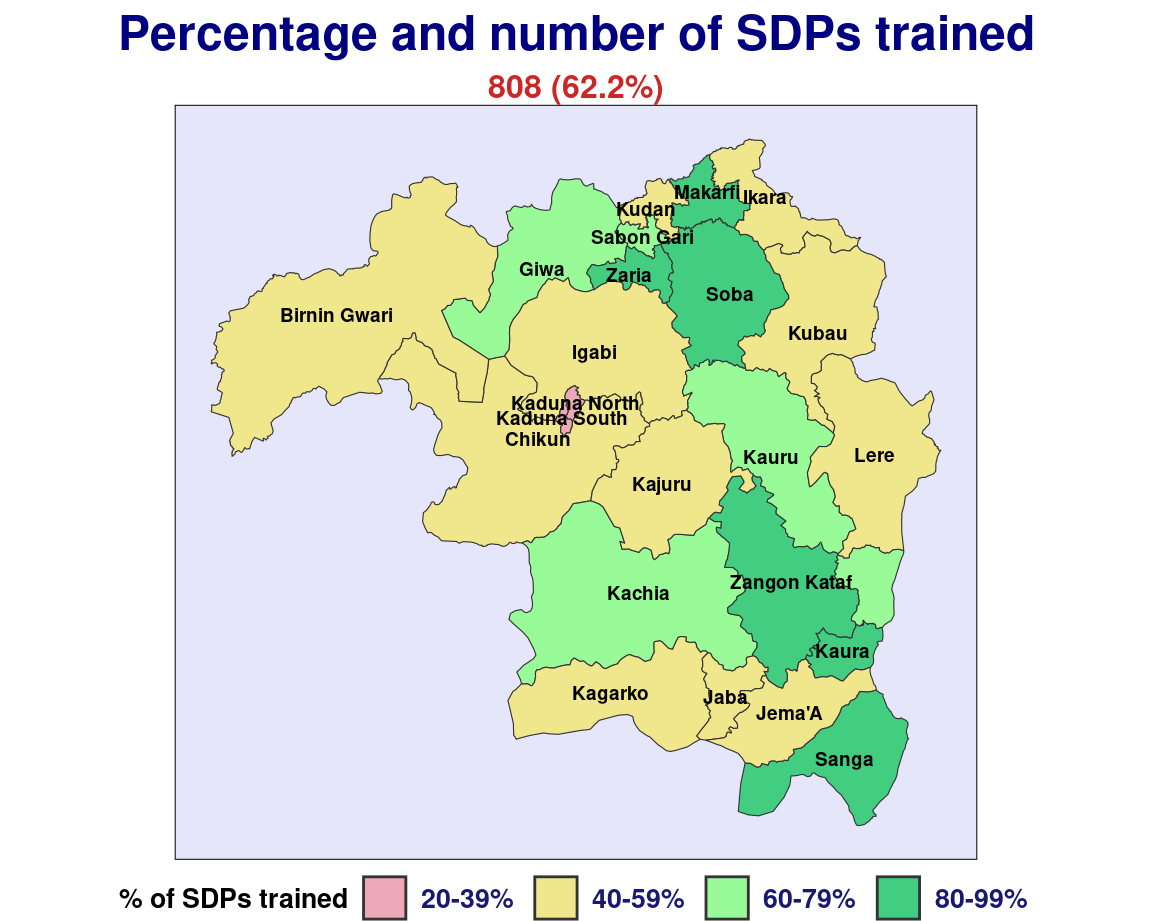 Percentage and number of SDPs trained
808 (62.2%)
Makarfi
Ikara
Kudan
Sabon Gari
Giwa
Zaria
Soba
Birnin Gwari
Kubau
Igabi
Kaduna North
Kaduna South
Chikun
Kauru
Lere
Kajuru
Zangon Kataf
Kachia
Kaura
Kagarko
Jaba
Jema'A
Sanga
% of SDPs trained 20-39% 40-59% 60-79% 80-99%